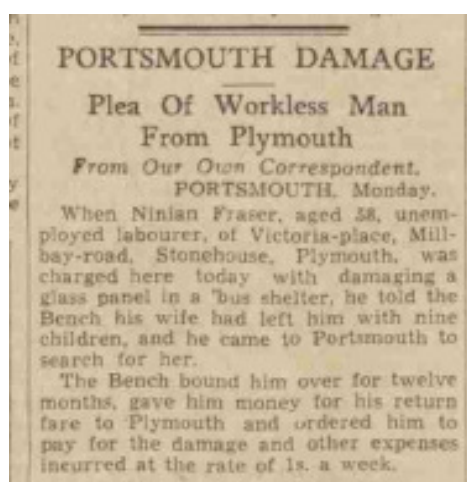 PORTSMOUTH DAMAGE
Plea Of Workless Man
From Plymouth
From Our Own Correspondent.
PORTSMOUTH, Monday.
When Ninian Fraser, aged 58, unem-
ployed labourer, of Victoria-place, Mill-
bay-road, Stonehouse, Plymouth, was
charged here today with damaging a
glass panel in a 'bus shelter, he told the
Bench his wife had left him with nine
children, and he came to Portsmouth to
search for her.
The Bench bound him over for twelve
months, gave him money for his return
fare to Plymouth and ordered him to
pay for the damage and other expenses
incurred at the rate of 1s. a week.